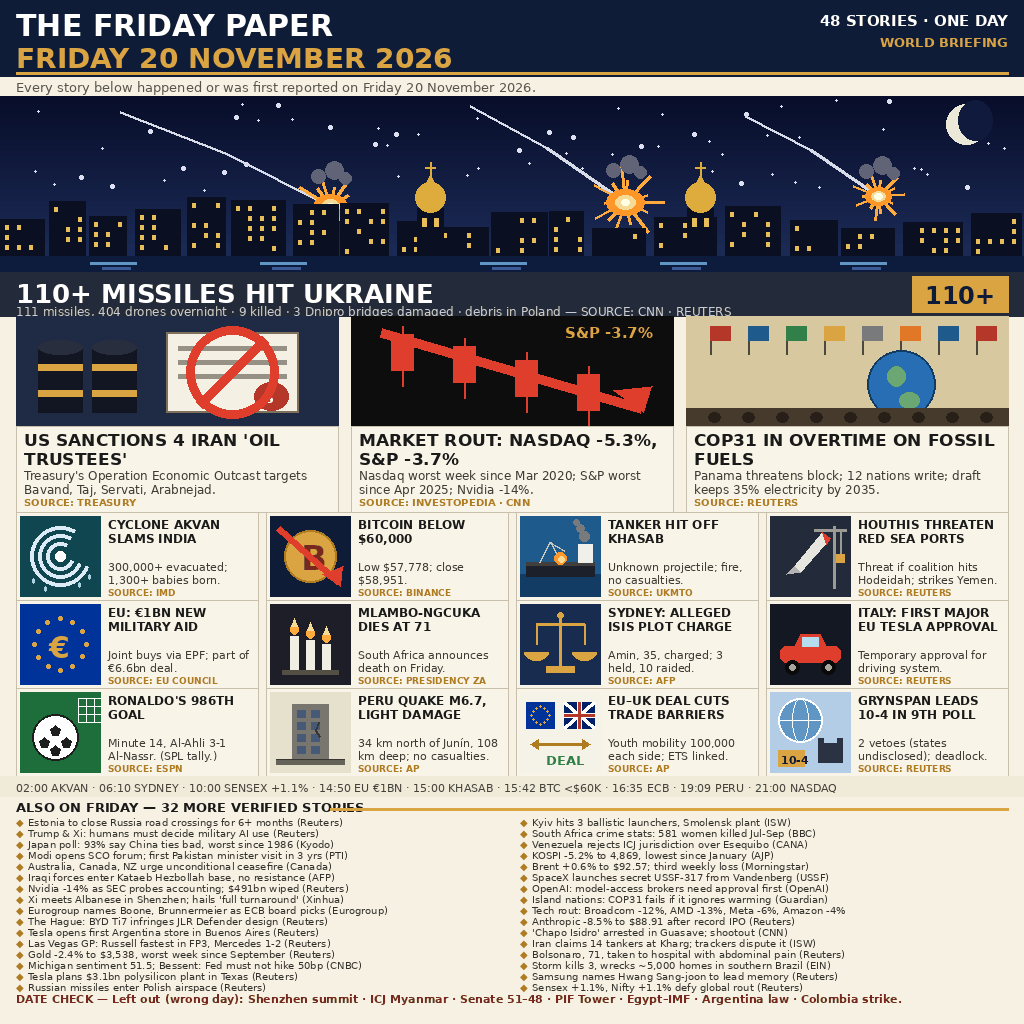 THE FRIDAY PAPER
48 STORIES · ONE DAY
FRIDAY 20 NOVEMBER 2026
WORLD BRIEFING
Every story below happened or was first reported on Friday 20 November 2026.
110+ MISSILES HIT UKRAINE
110+
111 missiles, 404 drones overnight · 9 killed · 3 Dnipro bridges damaged · debris in Poland — SOURCE: CNN · REUTERS
S&P -3.7%
US SANCTIONS 4 IRAN 'OIL
TRUSTEES'
Treasury's Operation Economic Outcast targets
Bavand, Taj, Servati, Arabnejad.
SOURCE: TREASURY
MARKET ROUT: NASDAQ -5.3%,
S&P -3.7%
Nasdaq worst week since Mar 2020; S&P worst
since Apr 2025; Nvidia -14%.
SOURCE: INVESTOPEDIA · CNN
COP31 IN OVERTIME ON FOSSIL
FUELS
Panama threatens block; 12 nations write; draft
keeps 35% electricity by 2035.
SOURCE: REUTERS
CYCLONE AKVAN
SLAMS INDIA
300,000+ evacuated;
1,300+ babies born.
SOURCE: IMD
B
BITCOIN BELOW
$60,000
Low $57,778; close
$58,951.
SOURCE: BINANCE
TANKER HIT OFF
KHASAB
Unknown projectile; fire,
no casualties.
SOURCE: UKMTO
HOUTHIS THREATEN
RED SEA PORTS
Threat if coalition hits
Hodeidah; strikes Yemen.
SOURCE: REUTERS
€
EU: €1BN NEW
MILITARY AID
Joint buys via EPF; part of
€6.6bn deal.
SOURCE: EU COUNCIL
MLAMBO-NGCUKA
DIES AT 71
South Africa announces
death on Friday.
SOURCE: PRESIDENCY ZA
SYDNEY: ALLEGED
ISIS PLOT CHARGE
Amin, 35, charged; 3
held, 10 raided.
SOURCE: AFP
ITALY: FIRST MAJOR
EU TESLA APPROVAL
Temporary approval for
driving system.
SOURCE: REUTERS
RONALDO'S 986TH
GOAL
Minute 14, Al-Ahli 3-1
Al-Nassr. (SPL tally.)
SOURCE: ESPN
PERU QUAKE M6.7,
LIGHT DAMAGE
34 km north of Junín, 108
km deep; no casualties.
SOURCE: AP
DEAL
EU–UK DEAL CUTS
TRADE BARRIERS
Youth mobility 100,000
each side; ETS linked.
SOURCE: AP
10-4
GRYNSPAN LEADS
10-4 IN 9TH POLL
2 vetoes (states
undisclosed); deadlock.
SOURCE: REUTERS
02:00 AKVAN · 06:10 SYDNEY · 10:00 SENSEX +1.1% · 14:50 EU €1BN · 15:00 KHASAB · 15:42 BTC <$60K · 16:35 ECB · 19:09 PERU · 21:00 NASDAQ
ALSO ON FRIDAY — 32 MORE VERIFIED STORIES
◆ Estonia to close Russia road crossings for 6+ months (Reuters)
◆ Trump & Xi: humans must decide military AI use (Reuters)
◆ Japan poll: 93% say China ties bad, worst since 1986 (Kyodo)
◆ Modi opens SCO forum; first Pakistan minister visit in 3 yrs (PTI)
◆ Australia, Canada, NZ urge unconditional ceasefire (Canada)
◆ Iraqi forces enter Kataeb Hezbollah base, no resistance (AFP)
◆ Nvidia -14% as SEC probes accounting; $491bn wiped (Reuters)
◆ Xi meets Albanese in Shenzhen; hails 'full turnaround' (Xinhua)
◆ Eurogroup names Boone, Brunnermeier as ECB board picks (Eurogroup)
◆ The Hague: BYD Ti7 infringes JLR Defender design (Reuters)
◆ Tesla opens first Argentina store in Buenos Aires (Reuters)
◆ Las Vegas GP: Russell fastest in FP3, Mercedes 1-2 (Reuters)
◆ Gold -2.4% to $3,538, worst week since September (Reuters)
◆ Michigan sentiment 51.5; Bessent: Fed must not hike 50bp (CNBC)
◆ Tesla plans $3.1bn polysilicon plant in Texas (Reuters)
◆ Russian missiles enter Polish airspace (Reuters)
◆ Kyiv hits 3 ballistic launchers, Smolensk plant (ISW)
◆ South Africa crime stats: 581 women killed Jul-Sep (BBC)
◆ Venezuela rejects ICJ jurisdiction over Esequibo (CANA)
◆ KOSPI -5.2% to 4,869, lowest since January (AJP)
◆ Brent +0.6% to $92.57; third weekly loss (Morningstar)
◆ SpaceX launches secret USSF-317 from Vandenberg (USSF)
◆ OpenAI: model-access brokers need approval first (OpenAI)
◆ Island nations: COP31 fails if it ignores warming (Guardian)
◆ Tech rout: Broadcom -12%, AMD -13%, Meta -6%, Amazon -4%
◆ Anthropic -8.5% to $88.91 after record IPO (Reuters)
◆ 'Chapo Isidro' arrested in Guasave; shootout (CNN)
◆ Iran claims 14 tankers at Kharg; trackers dispute it (ISW)
◆ Bolsonaro, 71, taken to hospital with abdominal pain (Reuters)
◆ Storm kills 3, wrecks ~5,000 homes in southern Brazil (EIN)
◆ Samsung names Hwang Sang-joon to lead memory (Reuters)
◆ Sensex +1.1%, Nifty +1.1% defy global rout (Reuters)
DATE CHECK — Left out (wrong day): Shenzhen summit · ICJ Myanmar · Senate 51–48 · PIF Tower · Egypt–IMF · Argentina law · Colombia strike.